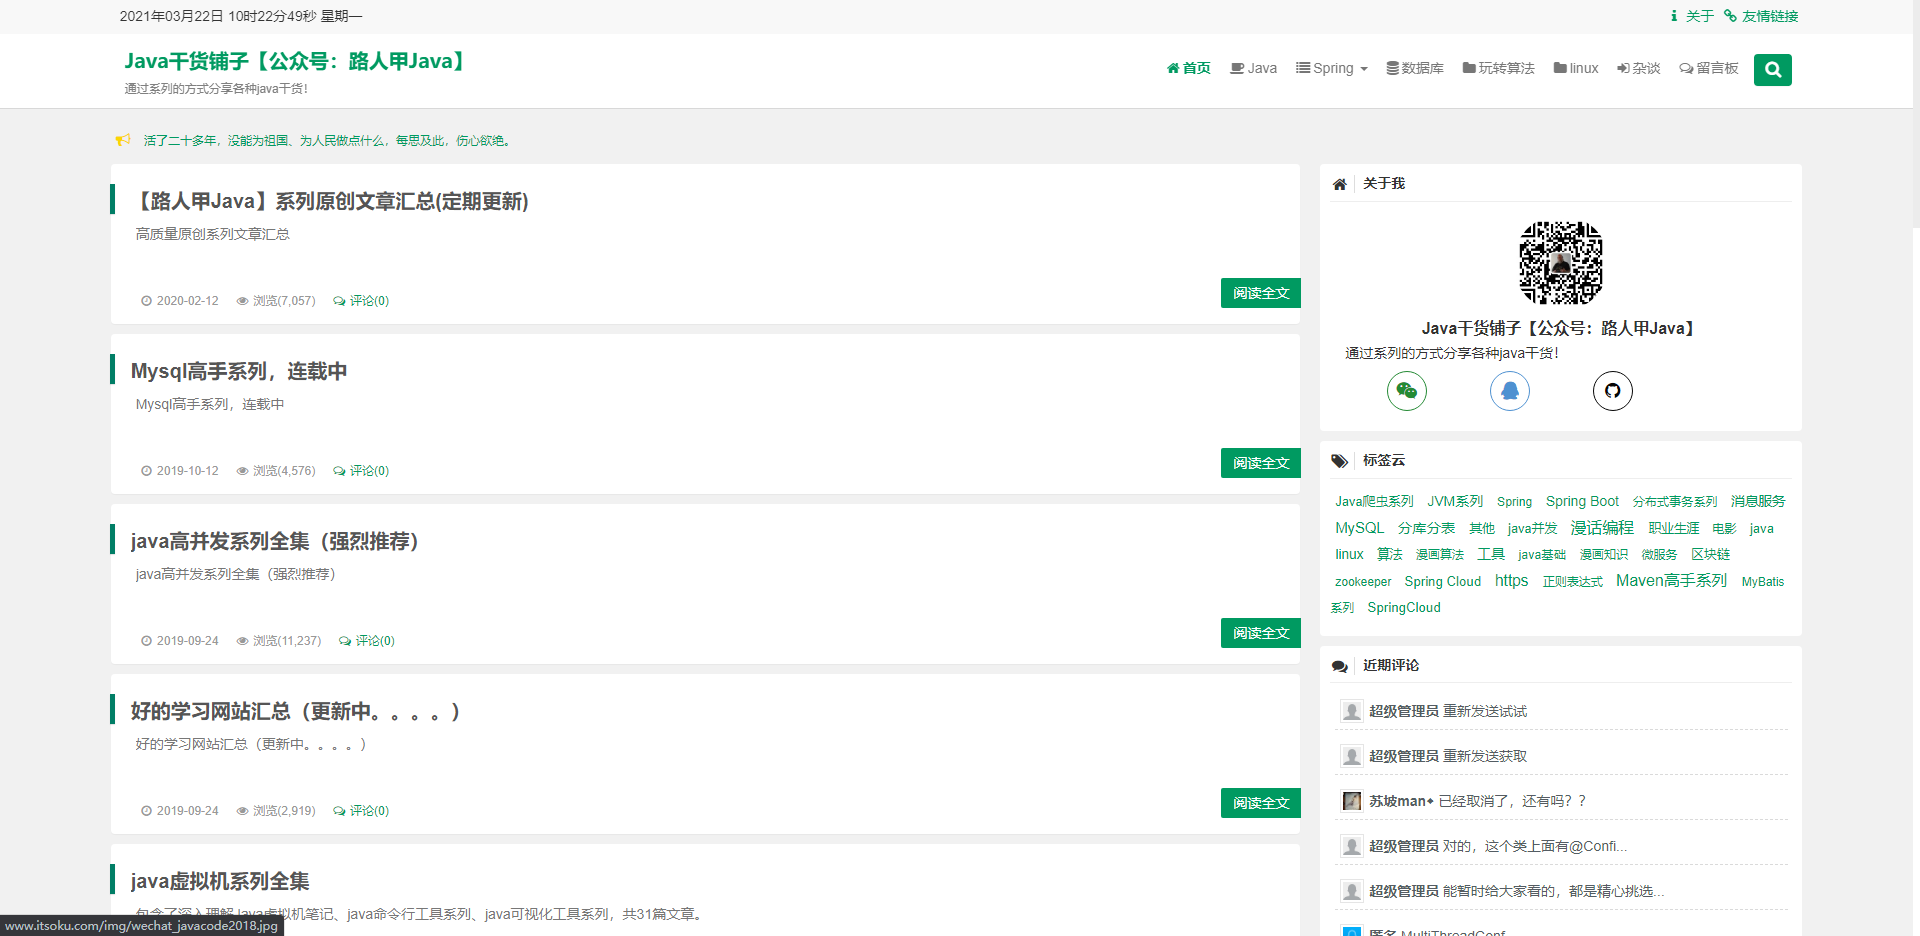 2021年03月22日 10时22分49秒 星期一
关于 友情链接
Java干货铺子【公众号：路人甲Java】
通过系列的方式分享各种java干货！
首页 Java Spring 数据库 玩转算法 linux 杂谈 留言板
活了二十多年，没能为祖国、为人民做点什么，每思及此，伤心欲绝。
【路人甲Java】系列原创文章汇总(定期更新)
高质量原创系列文章汇总
2020-02-12 浏览(7,057) 评论(0)
阅读全文
Mysql高手系列，连载中
Mysql高手系列，连载中
2019-10-12 浏览(4,576) 评论(0)
阅读全文
java高并发系列全集（强烈推荐）
java高并发系列全集（强烈推荐）
2019-09-24 浏览(11,237) 评论(0)
阅读全文
好的学习网站汇总（更新中。。。。）
好的学习网站汇总（更新中。。。。）
2019-09-24 浏览(2,919) 评论(0)
阅读全文
java虚拟机系列全集
包含了深入理解Java虚拟机笔记、java命令行工具系列、java可视化工具系列，共31篇文章。
www.itsoku.com/img/wechat_javacode2018.jpg
关于我
Java干货铺子【公众号：路人甲Java】
通过系列的方式分享各种java干货！
标签云
Java爬虫系列 JVM系列 Spring Spring Boot 分布式事务系列 消息服务
MySQL 分库分表 其他 java并发 漫话编程 职业生涯 电影 java
linux 算法 漫画算法 工具 java基础 漫画知识 微服务 区块链
zookeeper Spring Cloud https 正则表达式 Maven高手系列 MyBatis
系列 SpringCloud
近期评论
超级管理员 重新发送试试
超级管理员 重新发送获取
苏坡man 已经取消了，还有吗？？
超级管理员 对的，这个类上面有@Confi...
超级管理员 能暂时给大家看的，都是精心挑选...
匿名 MultiThreadConf